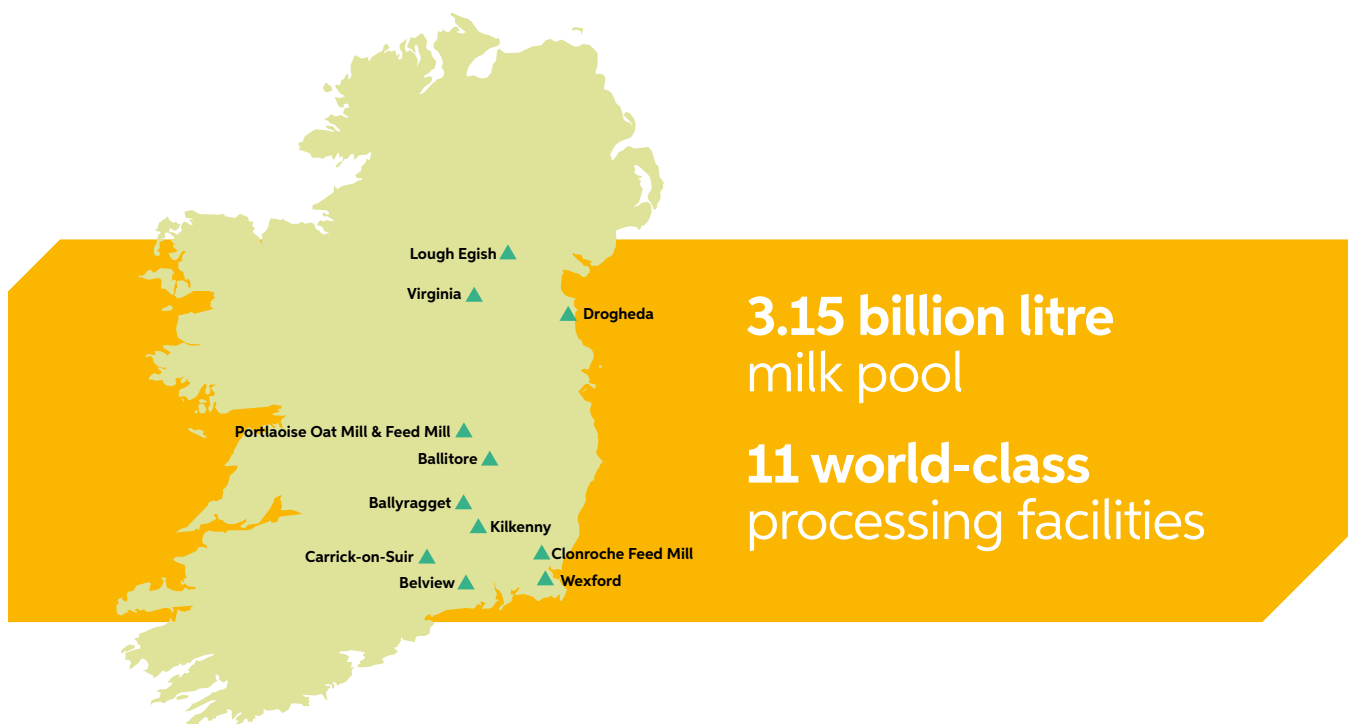 Lough Egish
Virginia
Drogheda
Portlaoise Oat Mill & Feed Mill
Ballitore
Ballyragget
Kilkenny
Carrick-on-Suir
Clonroche Feed Mill
Belview
Wexford
3.15 billion litre
milk pool
11 world-class
processing facilities